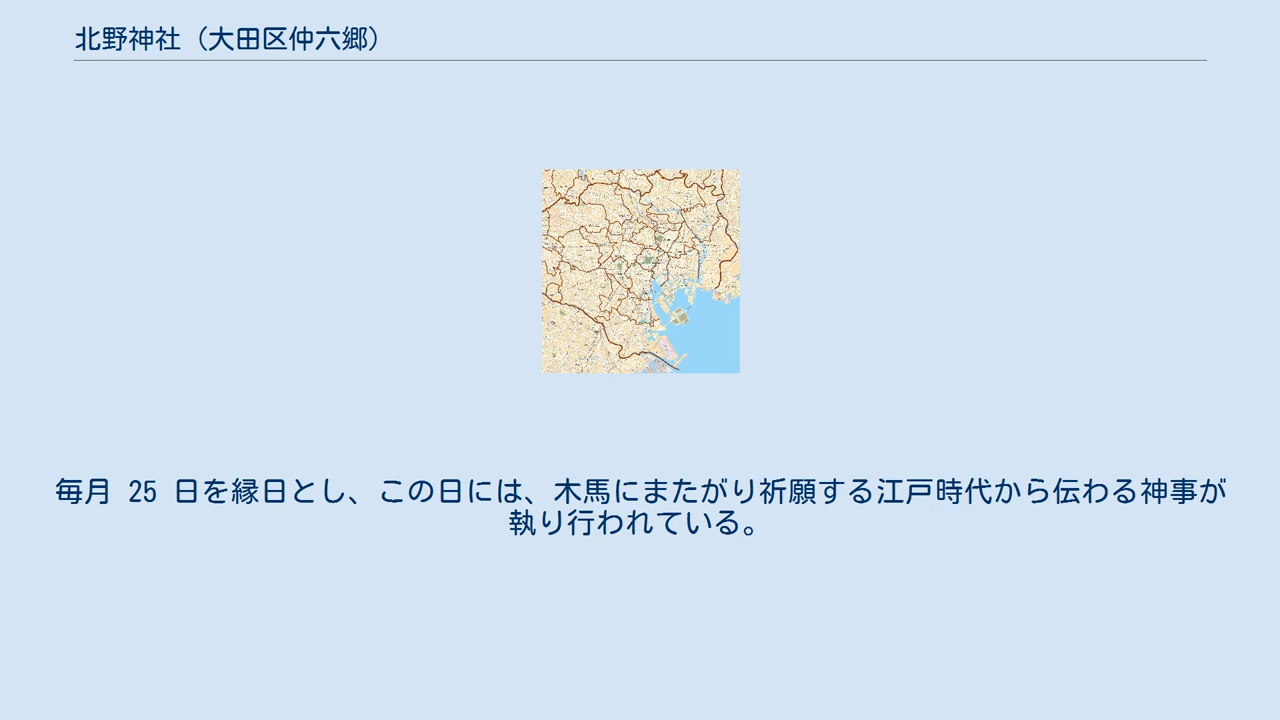 北野神社（大田区仲六郷）
毎月 25 日を縁日とし、この日には、木馬にまたがり祈願する江戸時代から伝わる神事が
執り行われている。